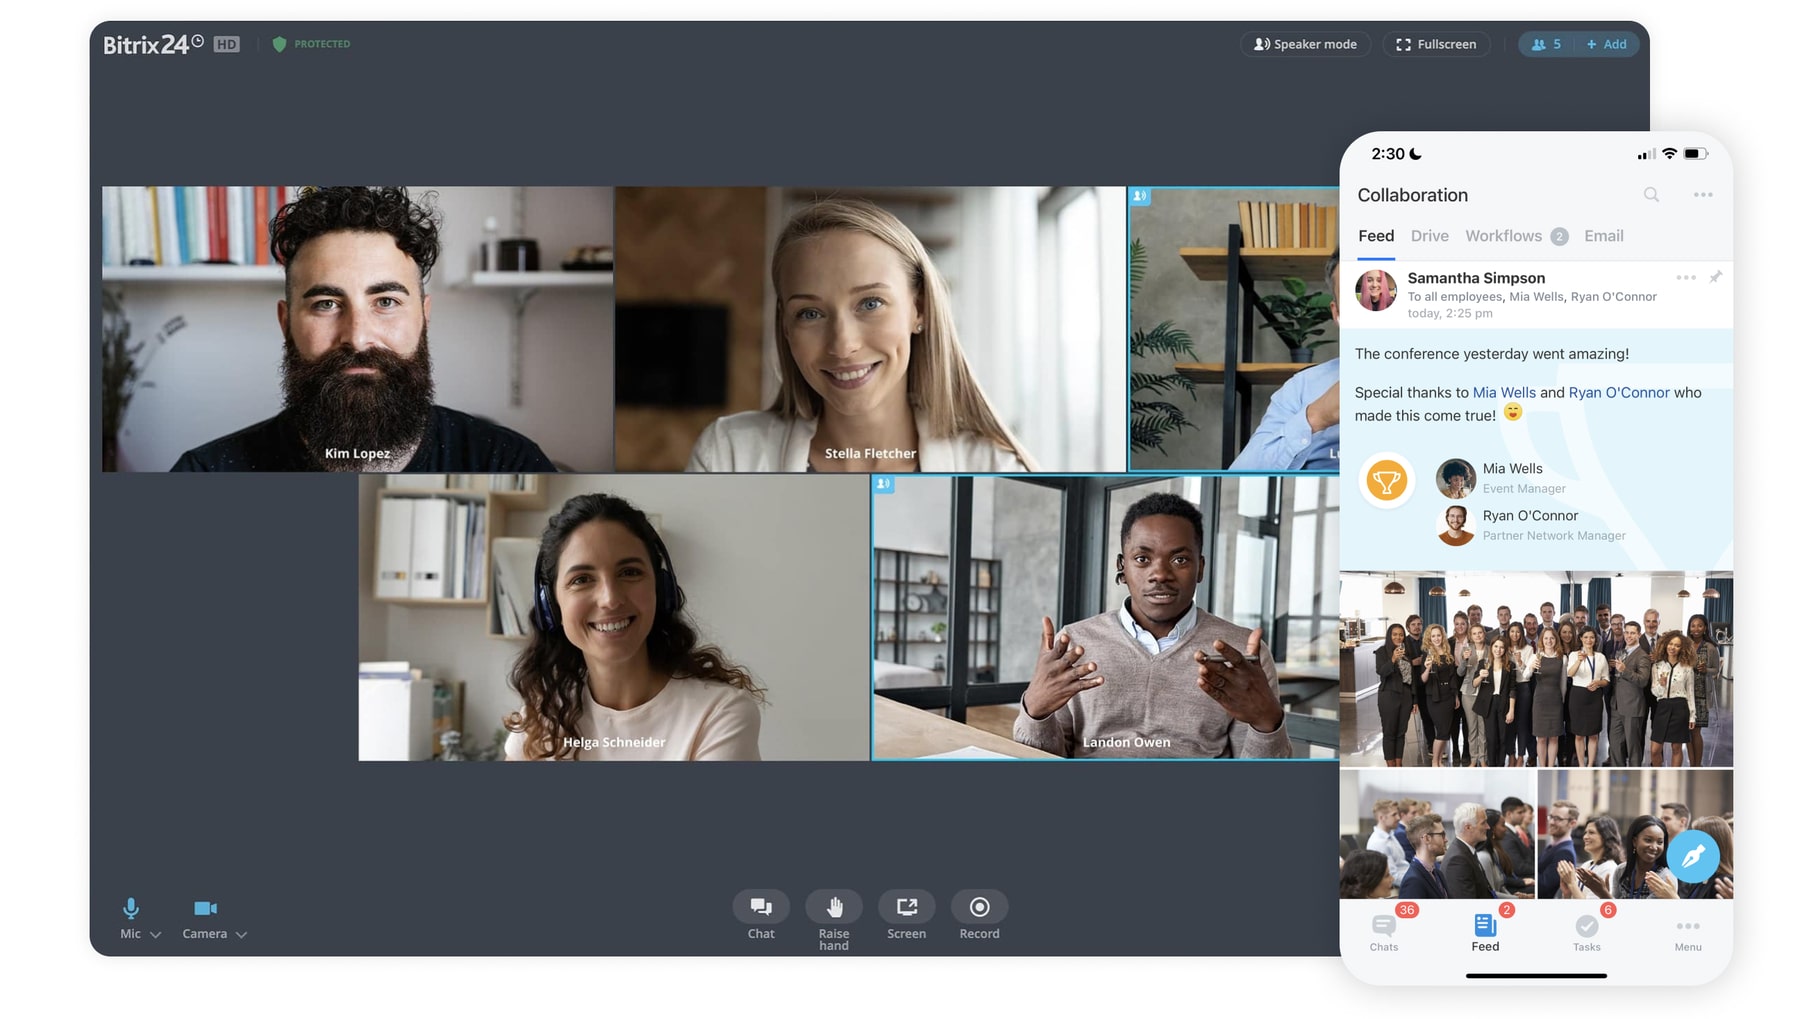 Bitrix24 HD PROTECTED
Speaker mode Fullscreen 5 + Add
Kim Lopez
Stella Fletcher
Helga Schneider
Landon Owen
Mic Camera
Chat Raise hand Screen Record
2:30
Collaboration
Feed Drive Workflows 2 Email
Samantha Simpson
To all employees, Mia Wells, Ryan O'Connor
today, 2:25 pm
The conference yesterday went amazing!
Special thanks to Mia Wells and Ryan O'Connor who
made this come true!
Mia Wells
Event Manager
Ryan O'Connor
Partner Network Manager
36 2 6
Chats Feed Tasks Menu